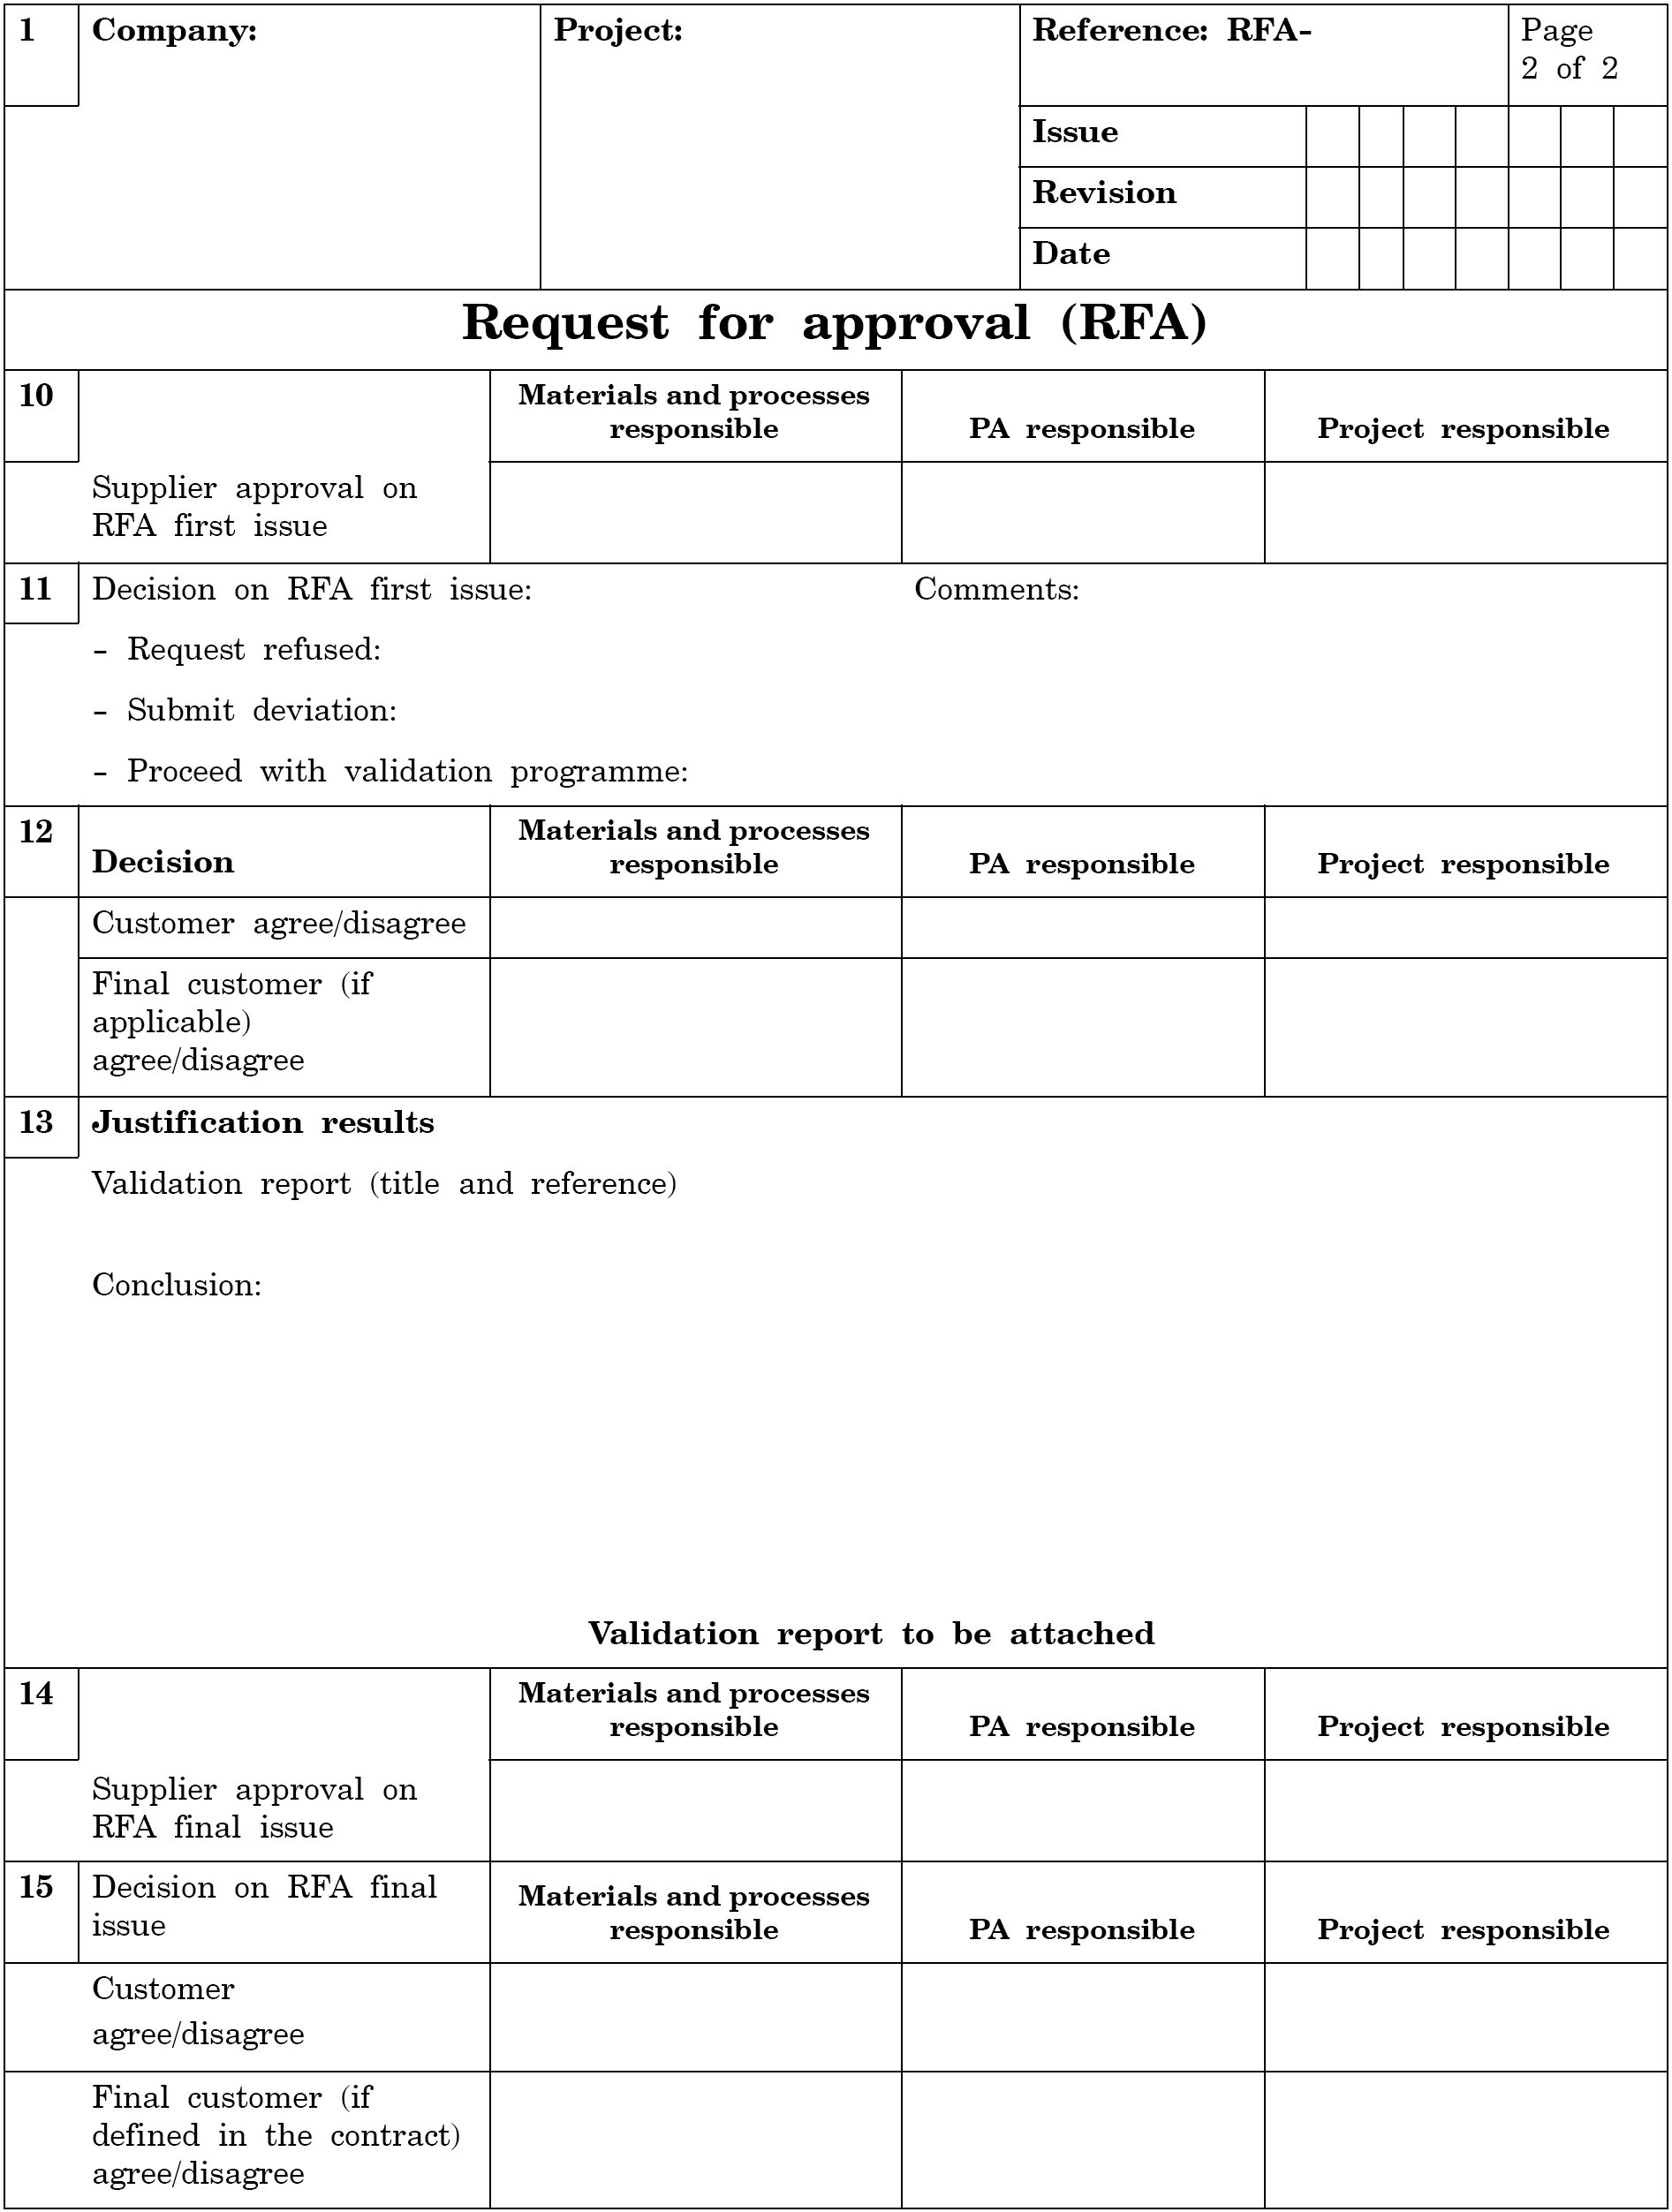 1 Company: Project: Reference: RFA- Page
2 of 2
Issue
Revision
Date
Request for approval (RFA)
10 Materials and processes
responsible PA responsible Project responsible
Supplier approval on
RFA first issue
11 Decision on RFA first issue: Comments:
- Request refused:
- Submit deviation:
- Proceed with validation programme:
12 Materials and processes
Decision responsible PA responsible Project responsible
Customer agree/disagree
Final customer (if
applicable)
agree/disagree
13 Justification results
Validation report (title and reference)
Conclusion:
Validation report to be attached
14 Materials and processes
responsible PA responsible Project responsible
Supplier approval on
RFA final issue
15 Decision on RFA final Materials and processes
issue responsible PA responsible Project responsible
Customer
agree/disagree
Final customer (if
defined in the contract)
agree/disagree